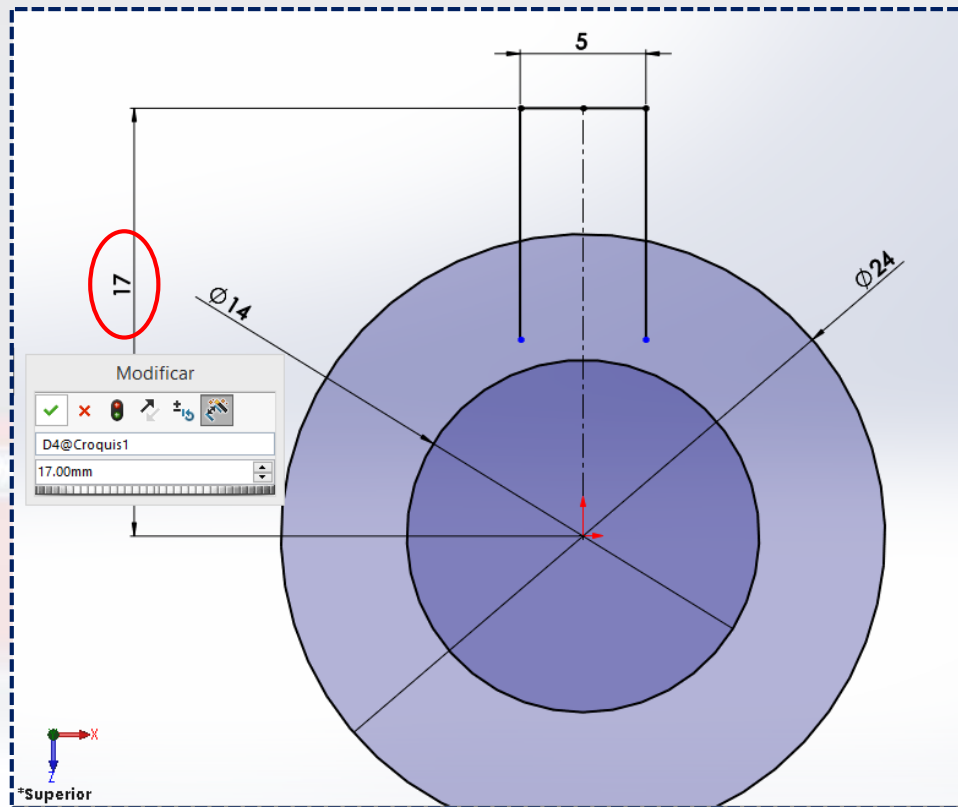 5
17
Ø14
Ø24
Modificar
D4@Croquis1
17.00mm
X
Z
*Superior